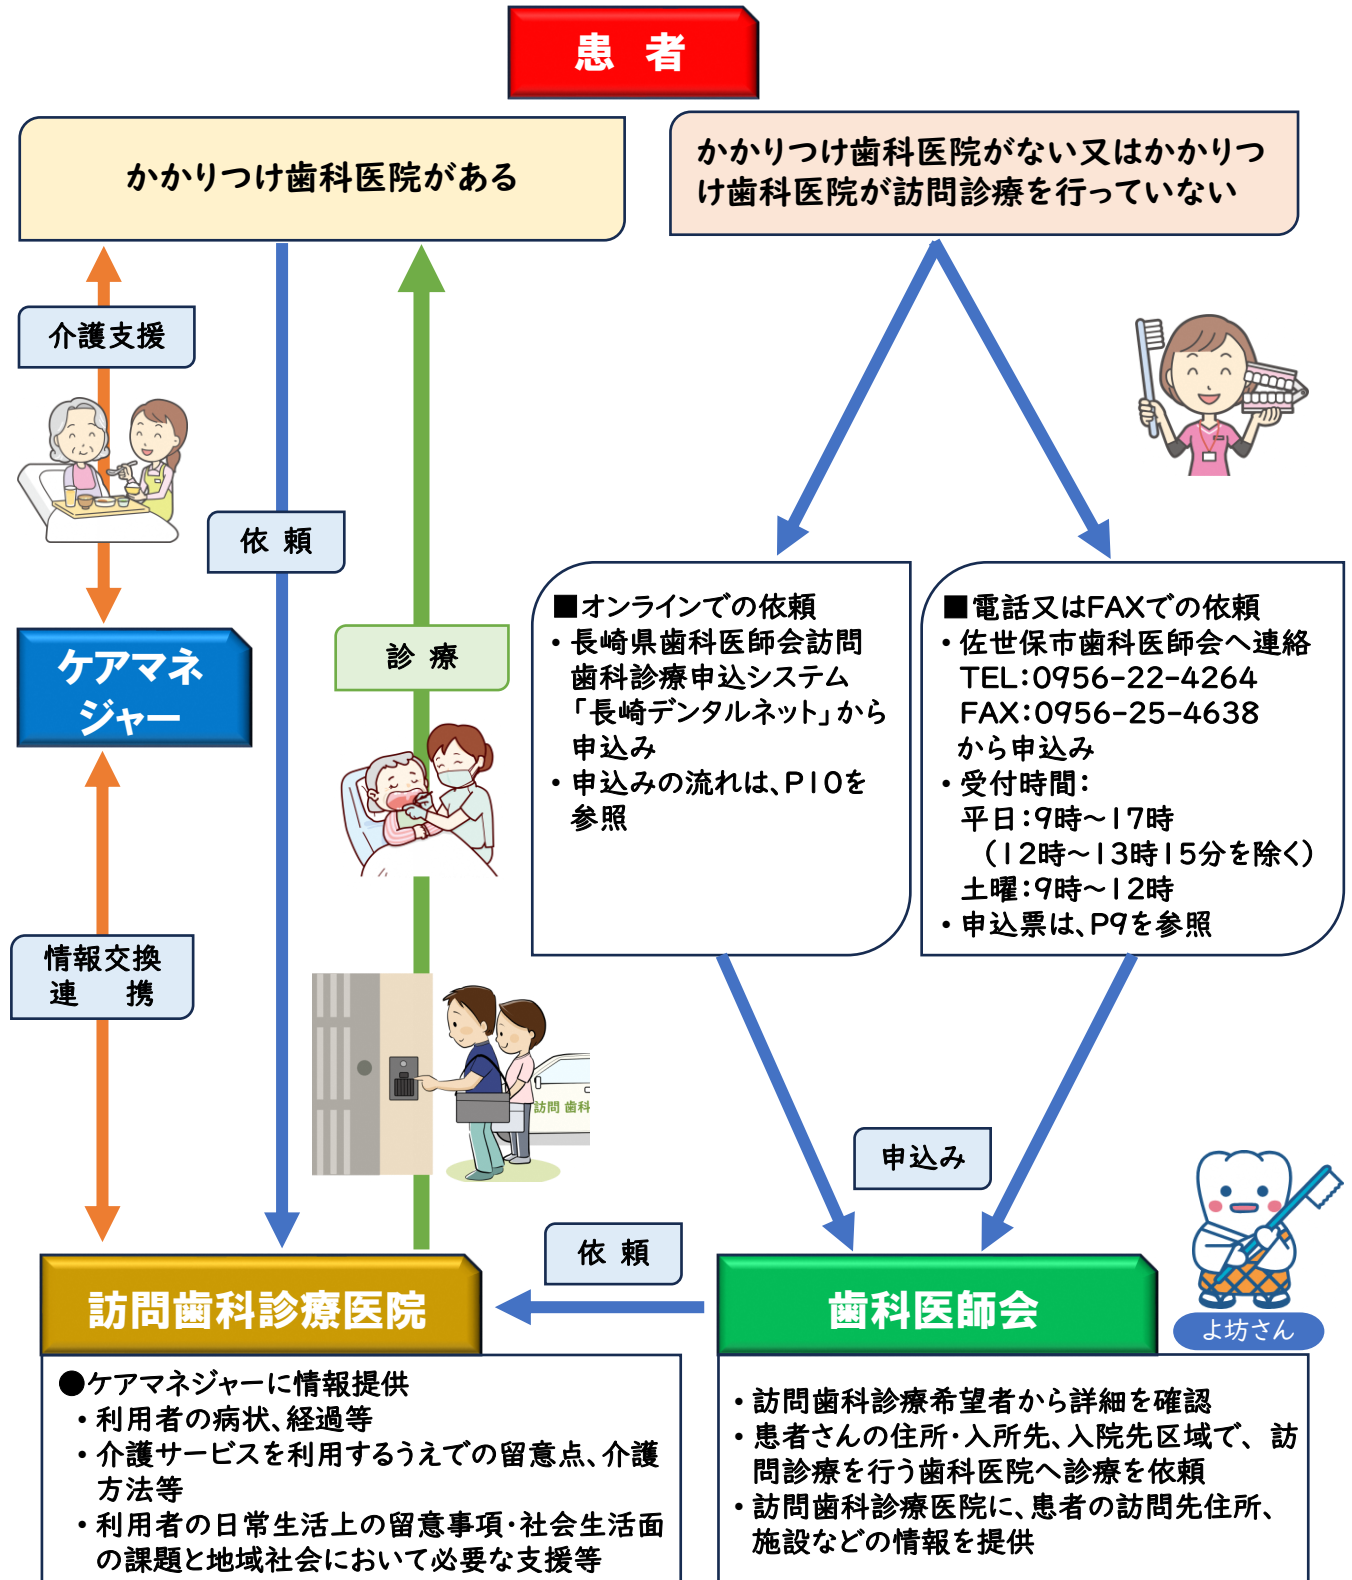 患 者
かかりつけ歯科医院がある
かかりつけ歯科医院がない又はかかりつ
け歯科医院が訪問診療を行っていない
介護支援
依 頼
診 療
ケアマネ
ジャー
情報交換
連 携
■オンラインでの依頼
・長崎県歯科医師会訪問
歯科診療申込システム
「長崎デンタルネット」から
申込み
・申込みの流れは、P10を
参照
■電話又はFAXでの依頼
・佐世保市歯科医師会へ連絡
TEL:0956-22-4264
FAX:0956-25-4638
から申込み
・受付時間:
平日:9時～17時
(12時～13時15分を除く)
土曜:9時～12時
・申込票は、P9を参照
訪問 歯科
申込み
依 頼
よ坊さん
訪問歯科診療医院
●ケアマネジャーに情報提供
・利用者の病状、経過等
・介護サービスを利用するうえでの留意点、介護
方法等
・利用者の日常生活上の留意事項・社会生活面
の課題と地域社会において必要な支援等
歯科医師会
・訪問歯科診療希望者から詳細を確認
・患者さんの住所・入所先、入院先区域で、訪
問診療を行う歯科医院へ診療を依頼
・訪問歯科診療医院に、患者の訪問先住所、
施設などの情報を提供